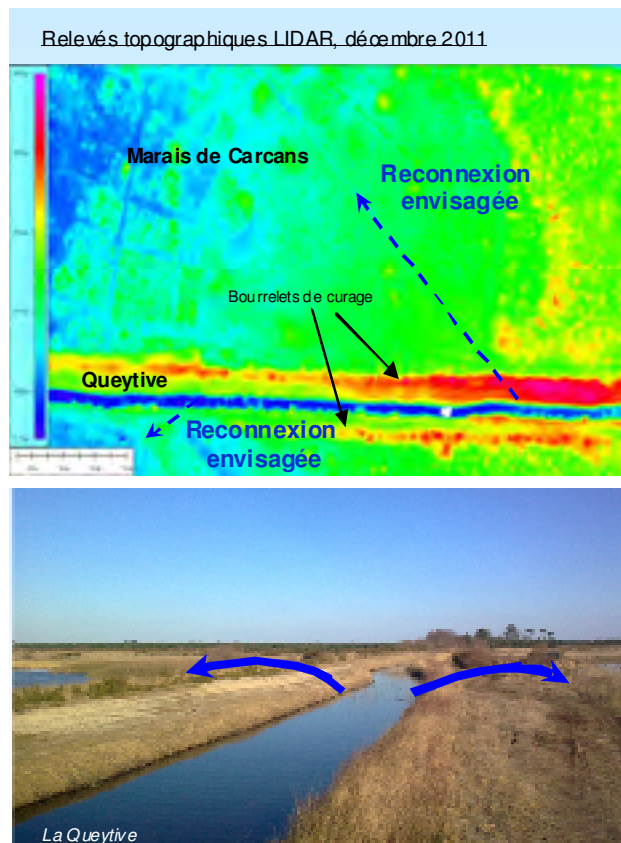 Relevés topographiques LIDAR, décembre 2011
Marais de Carcans
Reconnexion
envisagée
Bourrelets de curage
Queytive
Reconnexion
envisagée
La Queytive